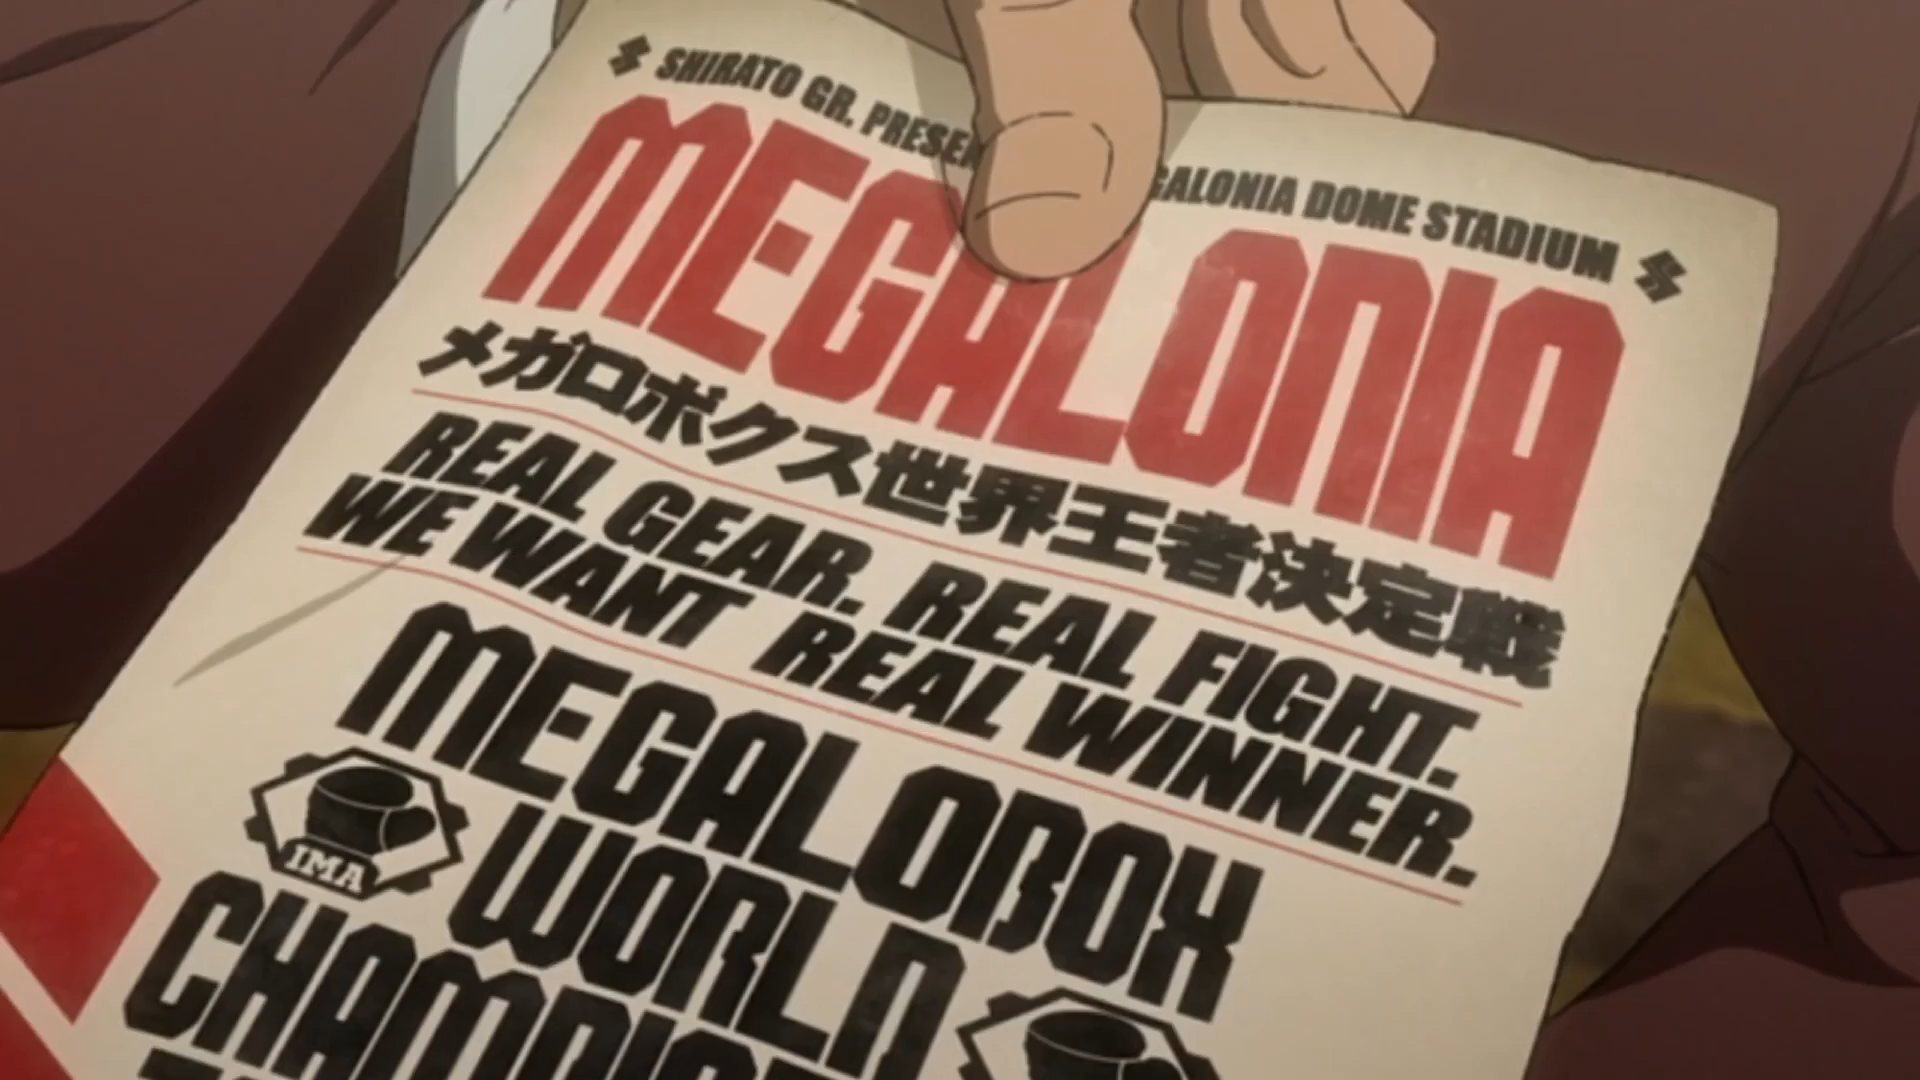 SHIRATO GR. PRESEN GALONIA DOME STADIUM
MEGALONIA
メガロボクス世界王者決定戦
REAL GEAR. REAL FIGHT.
WE WANT REAL WINNER.
MEGALOBOX
IMA
WORLD